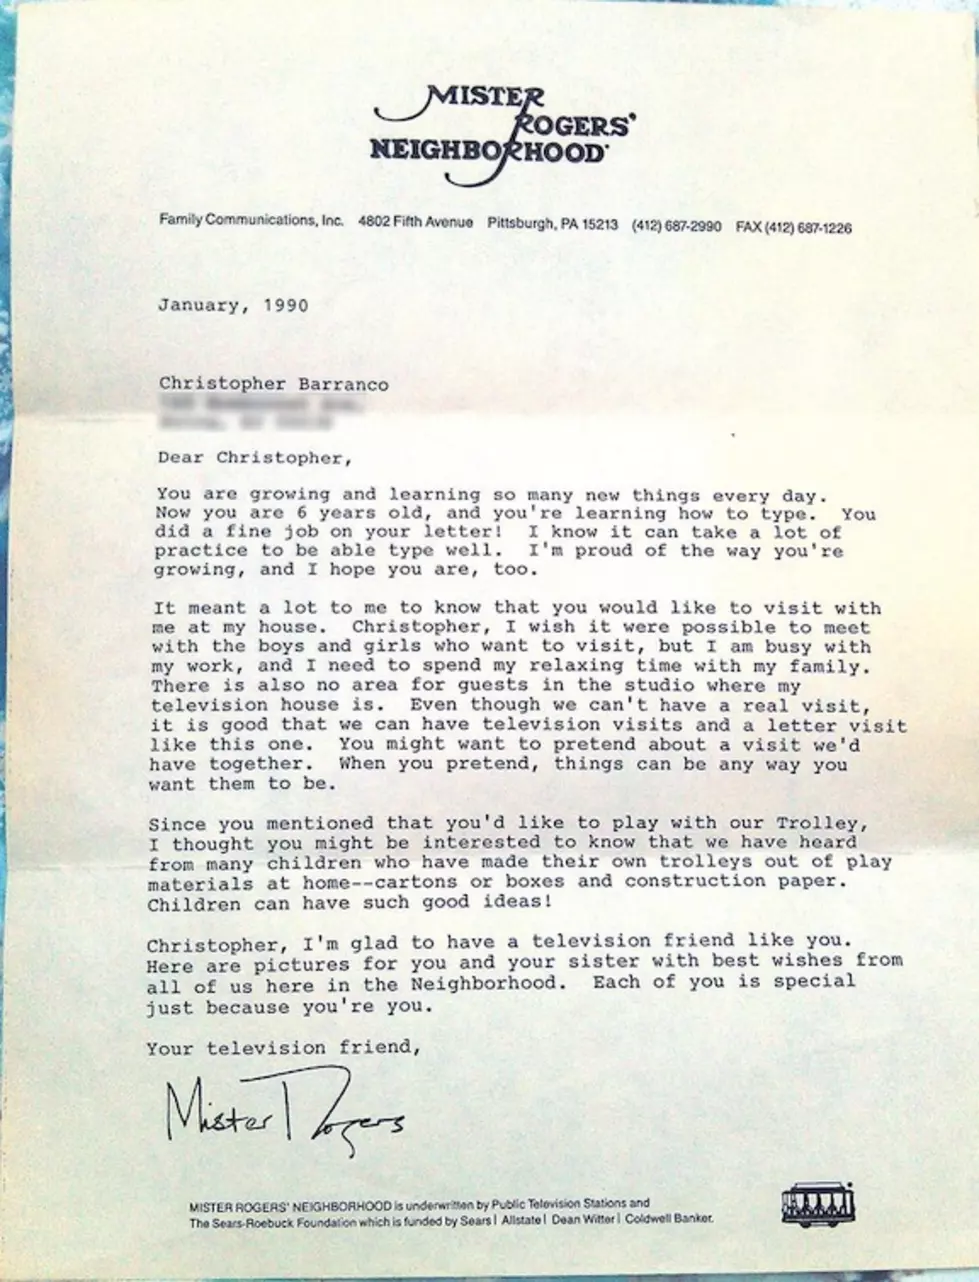 MISTER
ROGERS'
NEIGHBORHOOD
Family Communications, Inc. 4802 Fifth Avenue Pittsburgh, PA 15213 (412) 687-2990 FAX (412) 687-1226
January, 1990
Christopher Barranco
Dear Christopher,
You are growing and learning so many new things every day.
Now you are 6 years old, and you're learning how to type. You
did a fine job on your letter! I know it can take a lot of
practice to be able type well. I'm proud of the way you're
growing, and I hope you are, too.
It meant a lot to me to know that you would like to visit with
me at my house. Christopher, I wish it were possible to meet
with the boys and girls who want to visit, but I am busy with
my work, and I need to spend my relaxing time with my family.
There is also no area for guests in the studio where my
television house is. Even though we can't have a real visit,
it is good that we can have television visits and a letter visit
like this one. You might want to pretend about a visit we'd
have together. When you pretend, things can be any way you
want them to be.
Since you mentioned that you'd like to play with our Trolley,
I thought you might be interested to know that we have heard
from many children who have made their own trolleys out of play
materials at home--cartons or boxes and construction paper.
Children can have such good ideas!
Christopher, I'm glad to have a television friend like you.
Here are pictures for you and your sister with best wishes from
all of us here in the Neighborhood. Each of you is special
just because you're you.
Your television friend,
Mister Rogers
MISTER ROGERS' NEIGHBORHOOD is underwritten by Public Television Stations and
The Sears-Roebuck Foundation which is funded by Sears | Allstate | Dean Witter | Coldwell Banker.